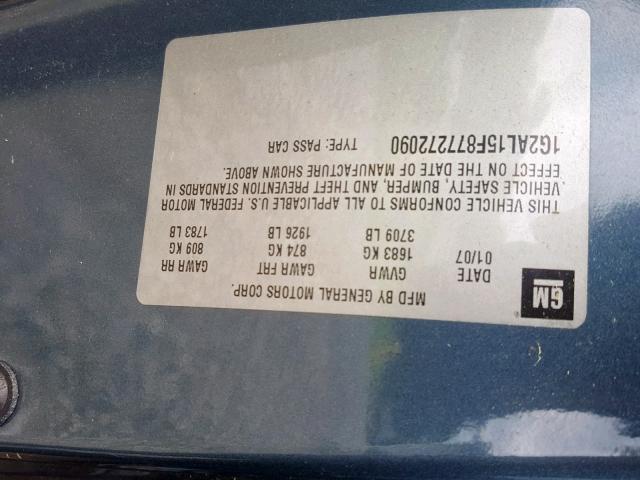 GM
MFD BY GENERAL MOTORS CORP.
DATE GVWR GAWR FRT GAWR RR
01/07 1683 KG 874 KG 809 KG
3709 LB 1926 LB 1783 LB
THIS VEHICLE CONFORMS TO ALL APPLICABLE U.S. FEDERAL MOTOR
VEHICLE SAFETY, BUMPER, AND THEFT PREVENTION STANDARDS IN
EFFECT ON THE DATE OF MANUFACTURE SHOWN ABOVE.
1G2AL15F877272090 TYPE: PASS CAR